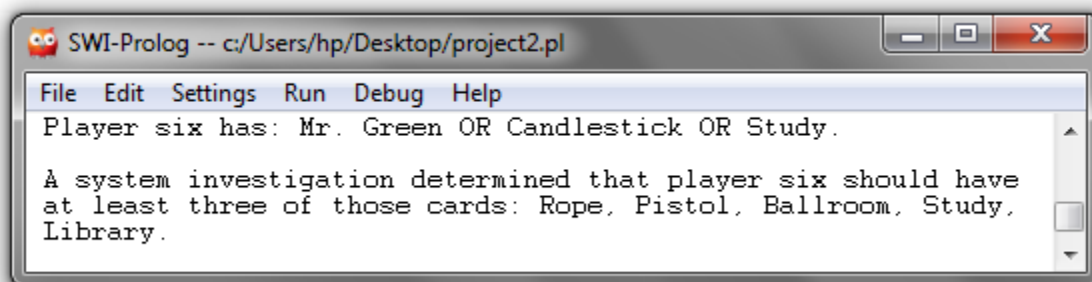 SWI-Prolog -- c:/Users/hp/Desktop/project2.pl
File Edit Settings Run Debug Help
Player six has: Mr. Green OR Candlestick OR Study.
A system investigation determined that player six should have
at least three of those cards: Rope, Pistol, Ballroom, Study,
Library.